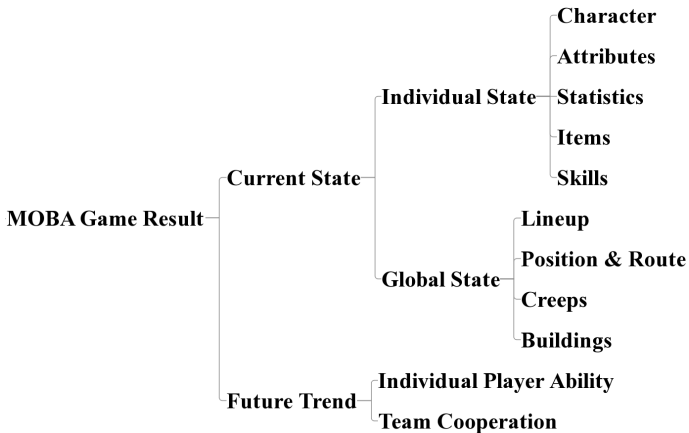 Character
Attributes
Individual State
Statistics
Items
Current State
Skills
MOBA Game Result
Lineup
Position & Route
Global State
Creeps
Buildings
Individual Player Ability
Future Trend
Team Cooperation